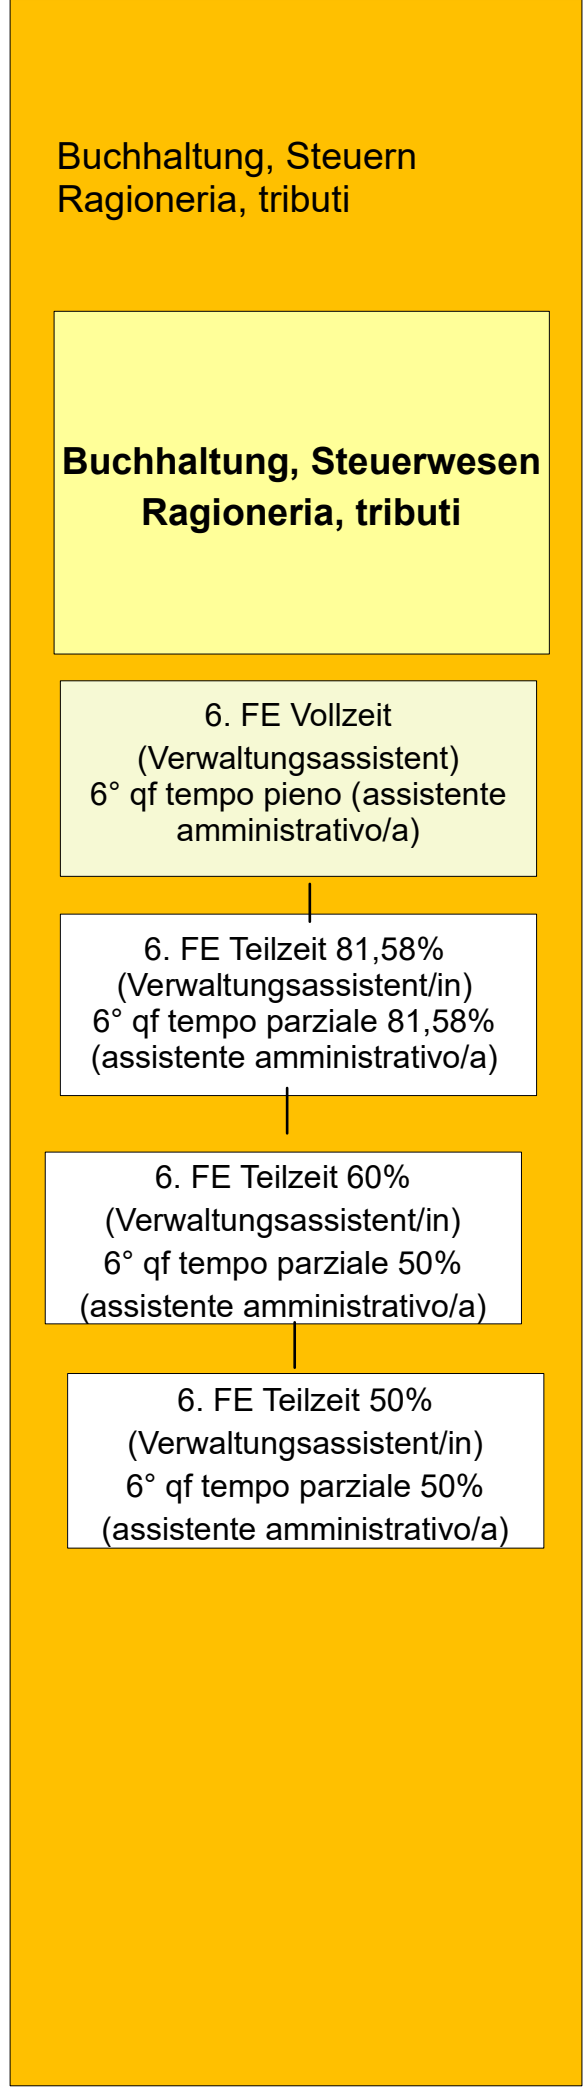 Buchhaltung, Steuern
Ragioneria, tributi
Buchhaltung, Steuerwesen
Ragioneria, tributi
6. FE Vollzeit
(Verwaltungsassistent)
6° qf tempo pieno (assistente
amministrativo/a)
6. FE Teilzeit 81,58%
(Verwaltungsassistent/in)
6° qf tempo parziale 81,58%
(assistente amministrativo/a)
6. FE Teilzeit 60%
(Verwaltungsassistent/in)
6° qf tempo parziale 50%
(assistente amministrativo/a)
6. FE Teilzeit 50%
(Verwaltungsassistent/in)
6° qf tempo parziale 50%
(assistente amministrativo/a)